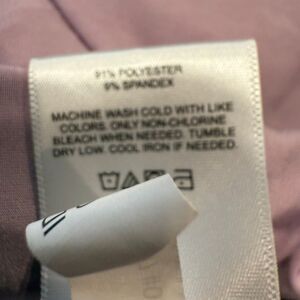 91% POLYESTER
9% SPANDEX
MACHINE WASH COLD WITH LIKE
COLORS. ONLY NON-CHLORINE
BLEACH WHEN NEEDED. TUMBLE
DRY LOW. COOL IRON IF NEEDED.